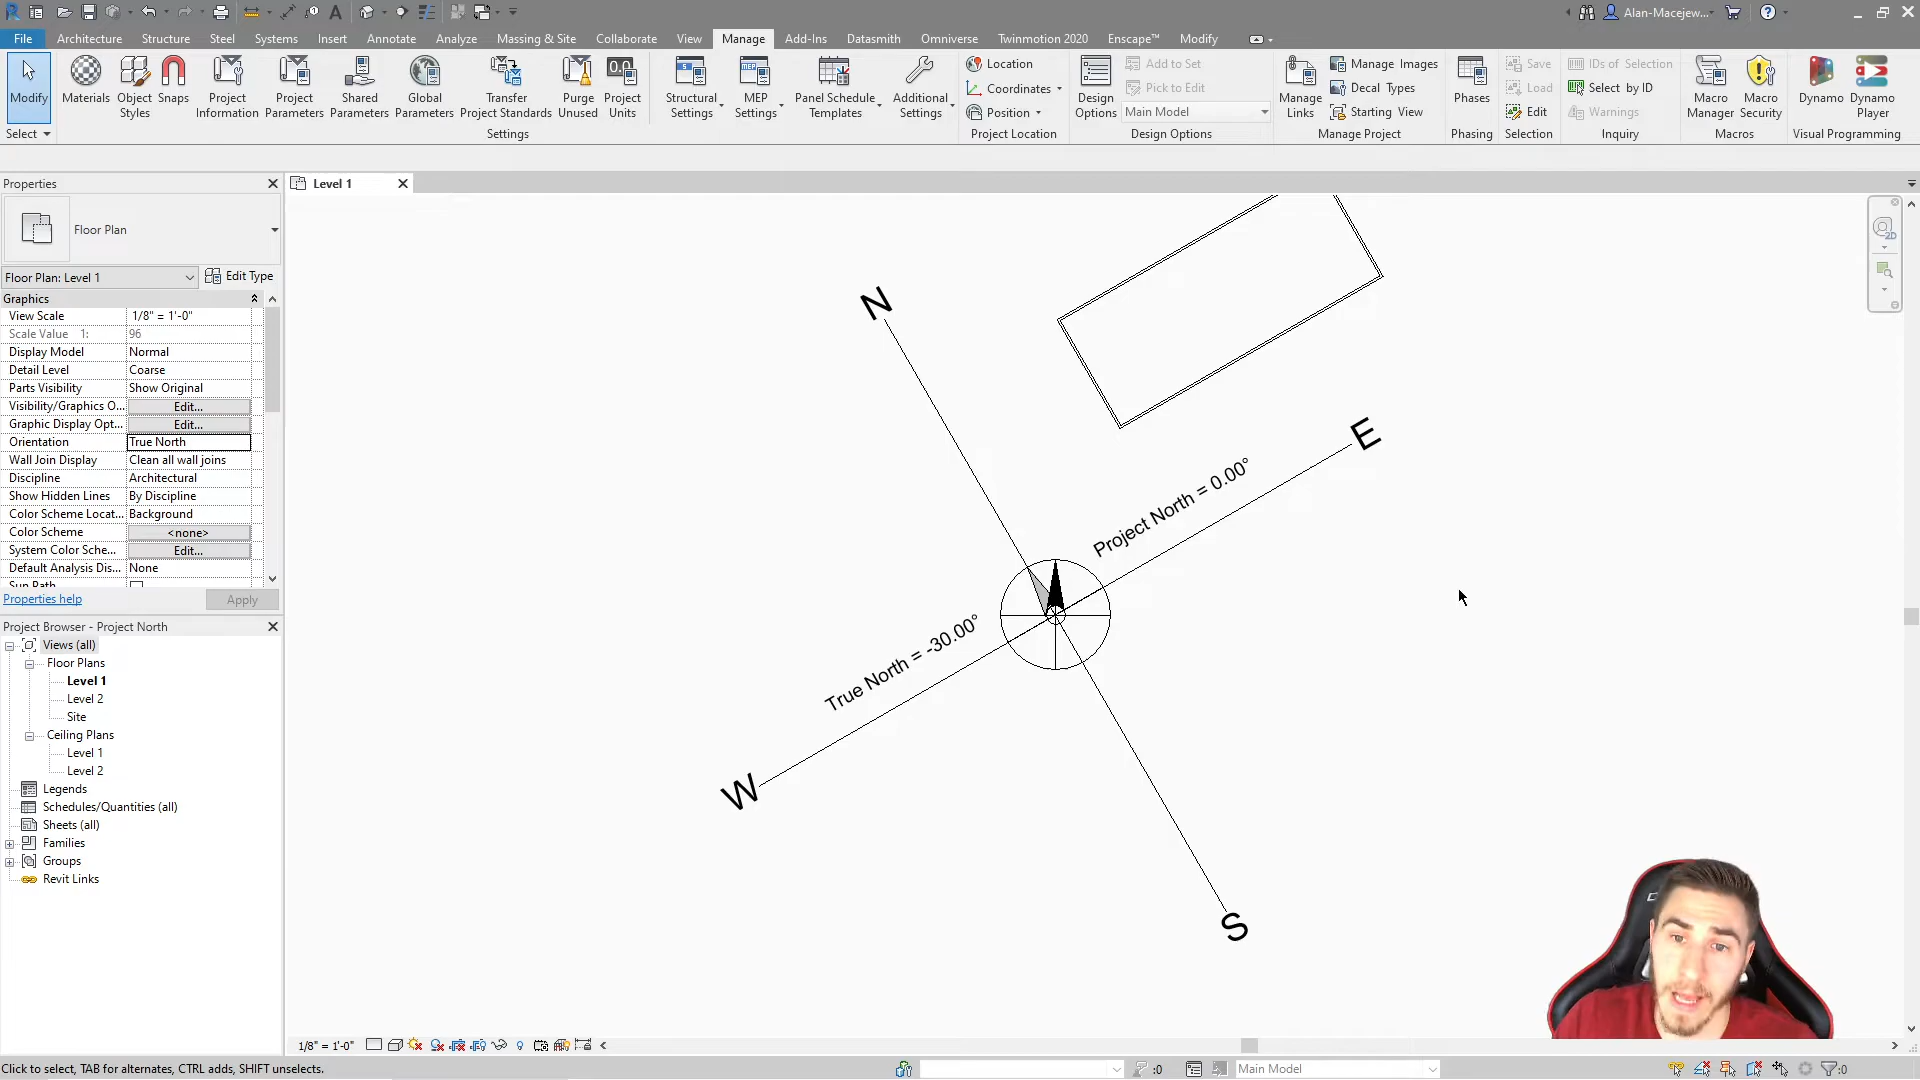 Alan-Macejew...
File Architecture Structure Steel Systems Insert Annotate Analyze Massing & Site Collaborate View Manage Add-Ins Datasmith Omniverse Twinmotion 2020 Enscape™ Modify
Modify
Materials
Object Styles
Snaps
Project Information
Project Parameters
Shared Parameters
Global Parameters
Transfer Project Standards
Purge Unused
Project Units
Structural Settings
MEP Settings
Panel Schedule Templates
Additional Settings
Location
Coordinates
Position
Design Options
Add to Set
Pick to Edit
Main Model
Manage Links
Manage Images
Decal Types
Starting View
Phases
Save
Load
Edit
IDs of Selection
Select by ID
Warnings
Macro Manager
Macro Security
Dynamo
Dynamo Player
Select
Settings
Project Location
Design Options
Manage Project
Phasing
Selection
Inquiry
Macros
Visual Programming
Properties
Level 1
Floor Plan
Floor Plan: Level 1
Edit Type
Graphics
View Scale 1/8" = 1'-0"
Scale Value 1: 96
Display Model Normal
Detail Level Coarse
Parts Visibility Show Original
Visibility/Graphics O... Edit...
Graphic Display Opt... Edit...
Orientation True North
Wall Join Display Clean all wall joins
Discipline Architectural
Show Hidden Lines By Discipline
Color Scheme Locat... Background
Color Scheme <none>
System Color Sche... Edit...
Default Analysis Dis... None
Sun Path
Properties help
Apply
Project Browser - Project North
Views (all)
Floor Plans
Level 1
Level 2
Site
Ceiling Plans
Level 1
Level 2
Legends
Schedules/Quantities (all)
Sheets (all)
Families
Groups
Revit Links
N
E
Project North = 0.00°
True North = -30.00°
W
S
2D
1/8" = 1'-0"
Click to select, TAB for alternates, CTRL adds, SHIFT unselects.
:0
Main Model
:0